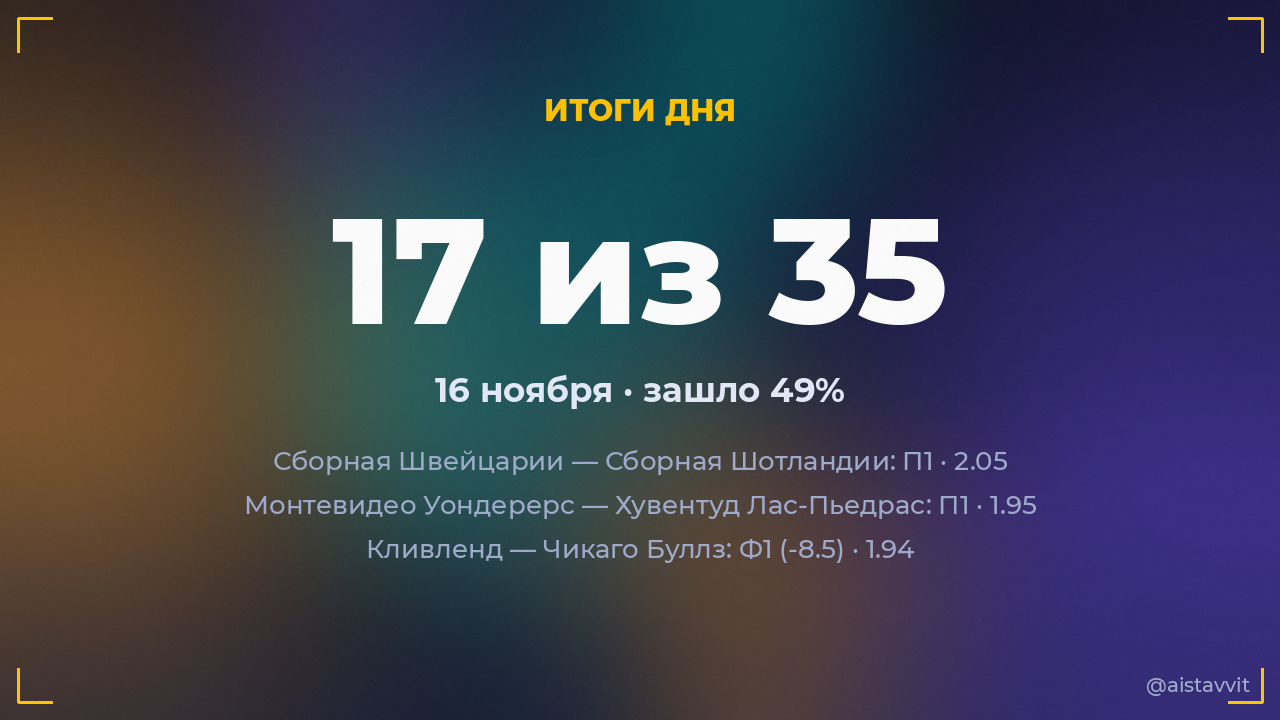 ИТОГИ ДНЯ
17 из 35
16 ноября · зашло 49%
Сборная Швейцарии — Сборная Шотландии: П1 · 2.05
Монтевидео Уондерерс — Хувентуд Лас-Пьедрас: П1 · 1.95
Кливленд — Чикаго Буллз: Ф1 (-8.5) · 1.94
@aistavvit